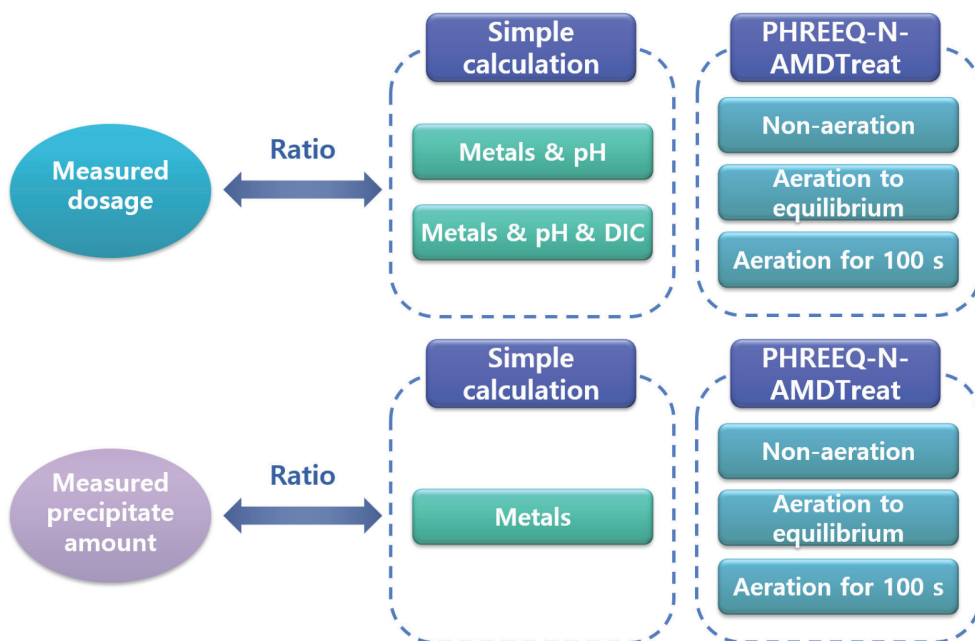 Simple
calculation
PHREEQ-N-
AMDTreat
Measured
dosage
Ratio
Metals & pH
Metals & pH & DIC
Non-aeration
Aeration to
equilibrium
Aeration for 100 s
Simple
calculation
PHREEQ-N-
AMDTreat
Measured
precipitate
amount
Ratio
Metals
Non-aeration
Aeration to
equilibrium
Aeration for 100 s